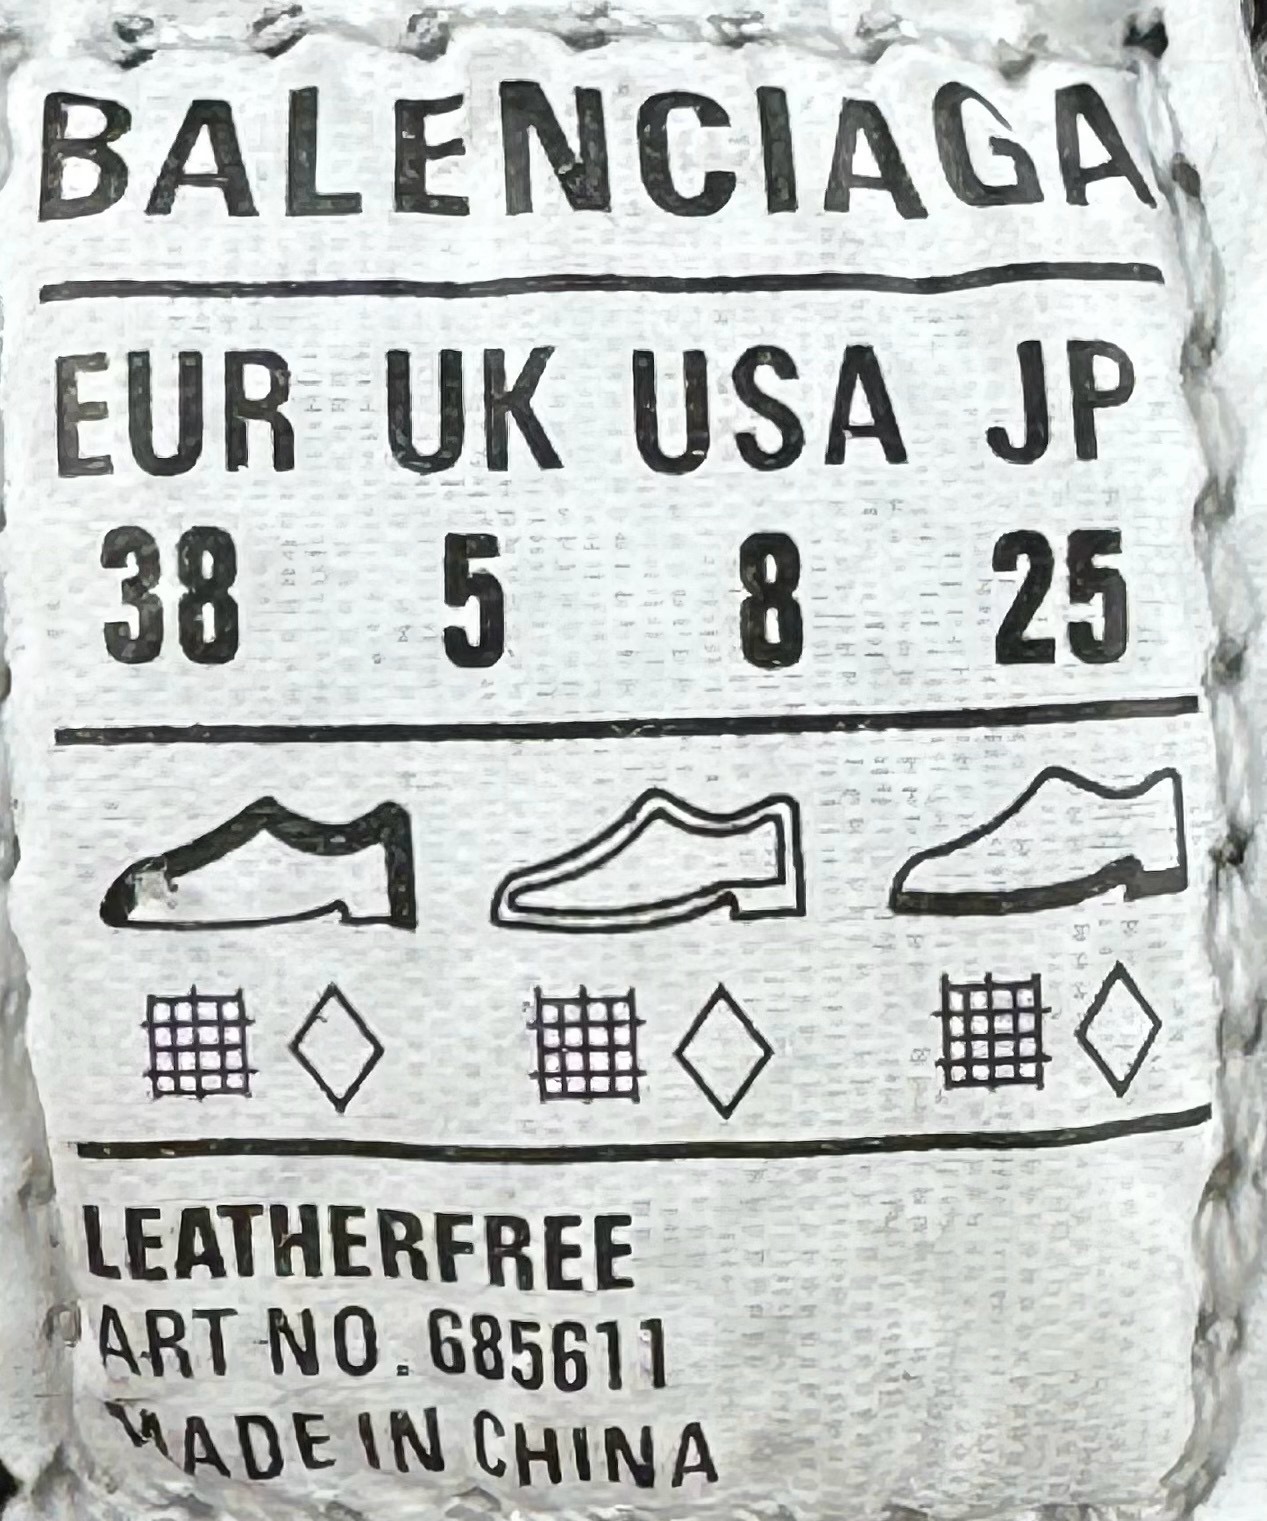 BALENCIAGA
EUR UK USA JP
38 5 8 25
LEATHERFREE
ART NO. 685611
MADE IN CHINA